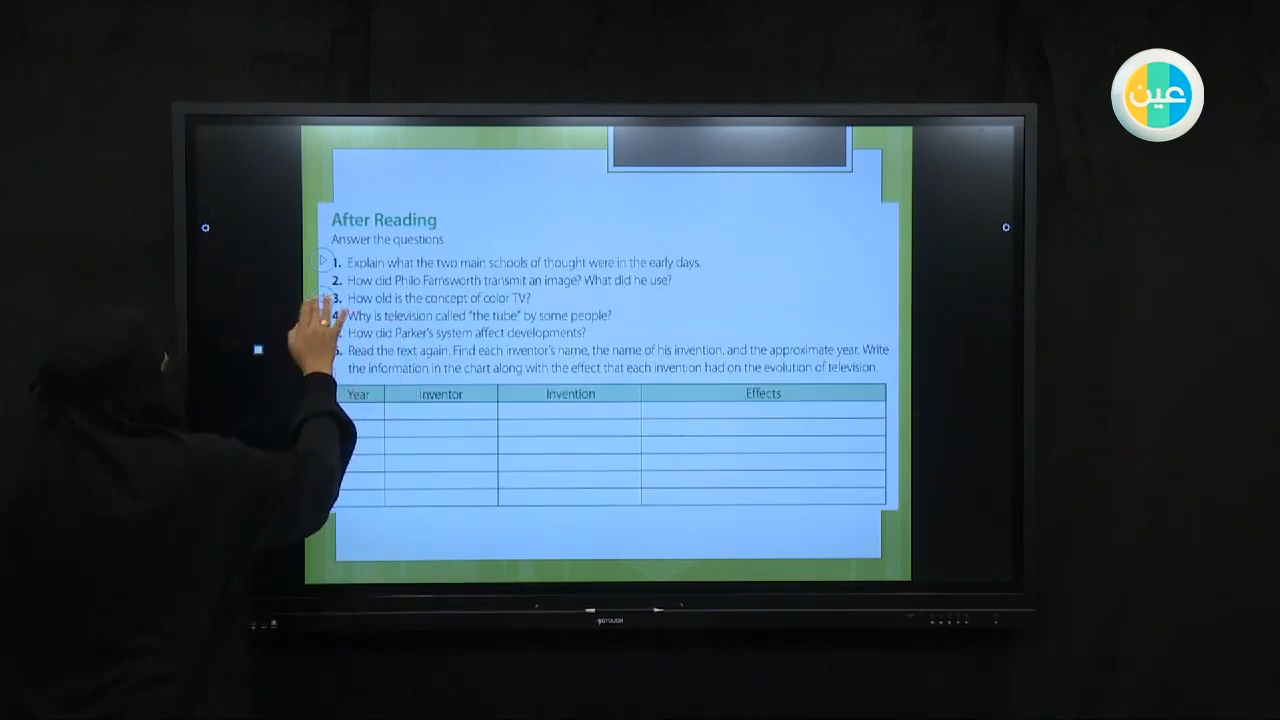 عين
After Reading
Answer the questions.
1. Explain what the two main schools of thought were in the early days.
2. How did Philo Farnsworth transmit an image? What did he use?
3. How old is the concept of color TV?
4. Why is television called "the tube" by some people?
How did Parker's system affect developments?
Read the text again. Find each inventor's name, the name of his invention, and the approximate year. Write
the information in the chart along with the effect that each invention had on the evolution of television.
Year Inventor Invention Effects